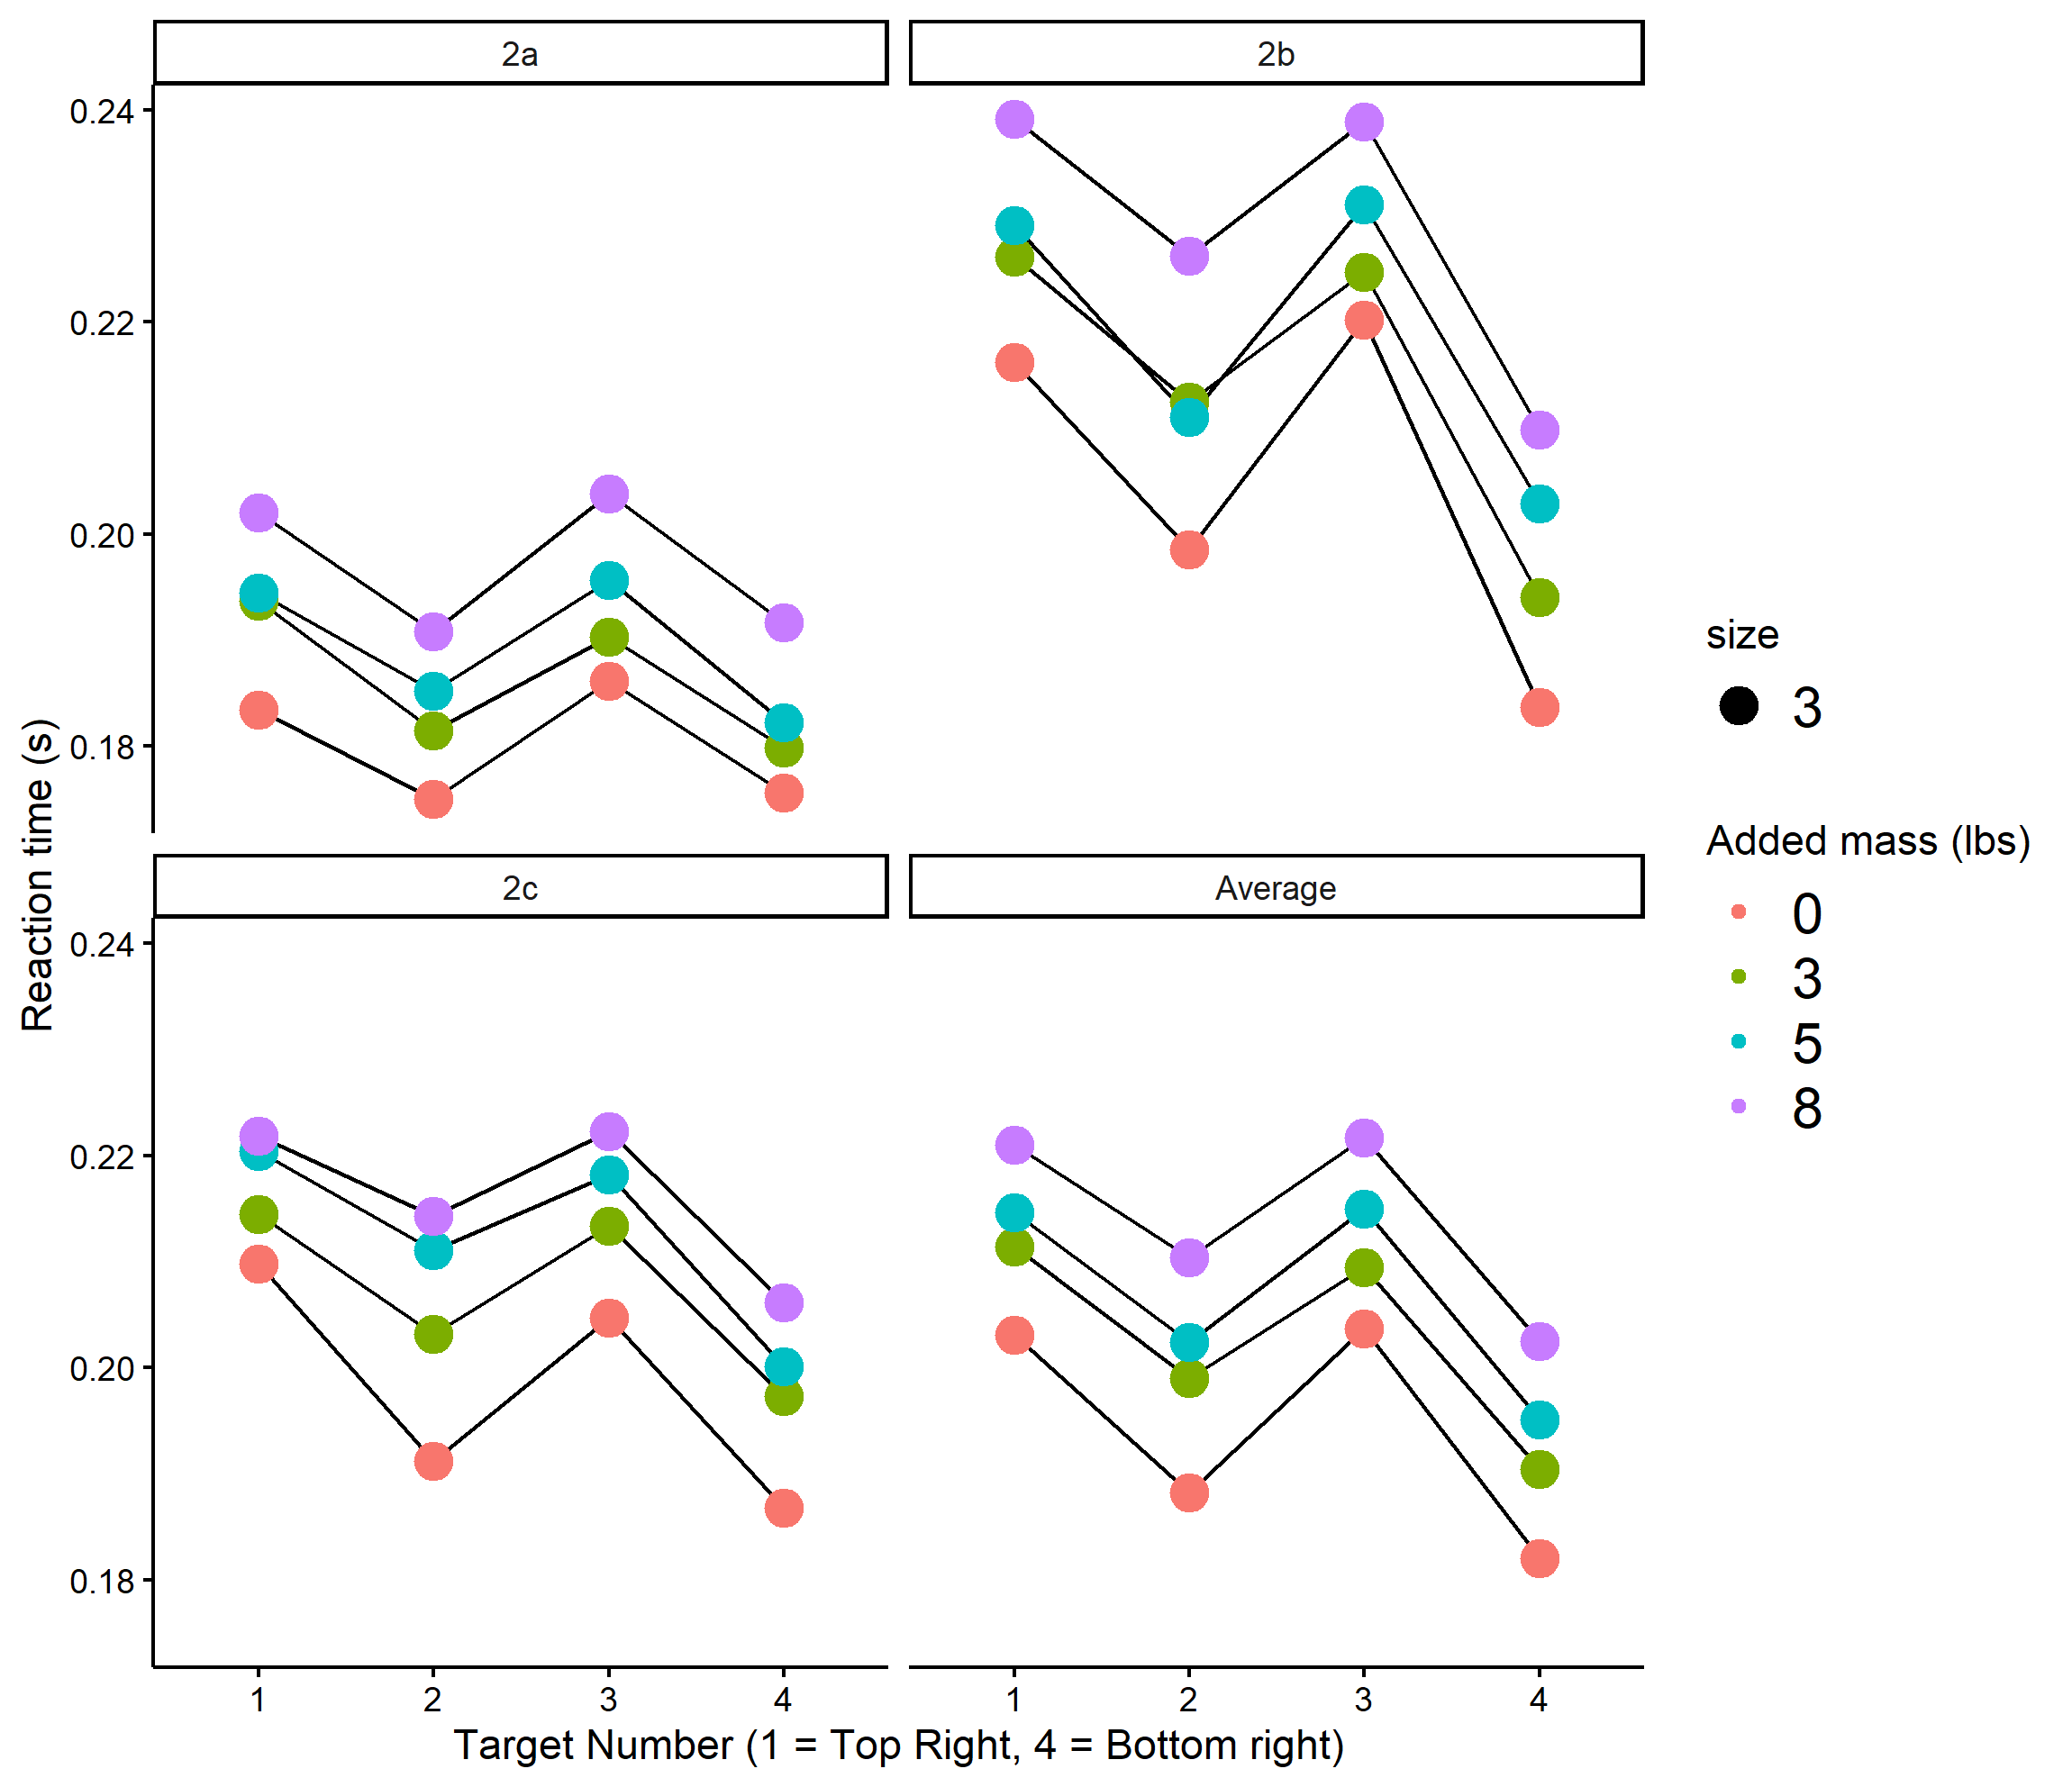 2a
2b
0.24
0.22
0.20
0.18
2c
Average
0.24
0.22
0.20
0.18
1
2
3
4
1
2
3
4
Reaction time (s)
Target Number (1 = Top Right, 4 = Bottom right)
size
3
Added mass (lbs)
0
3
5
8